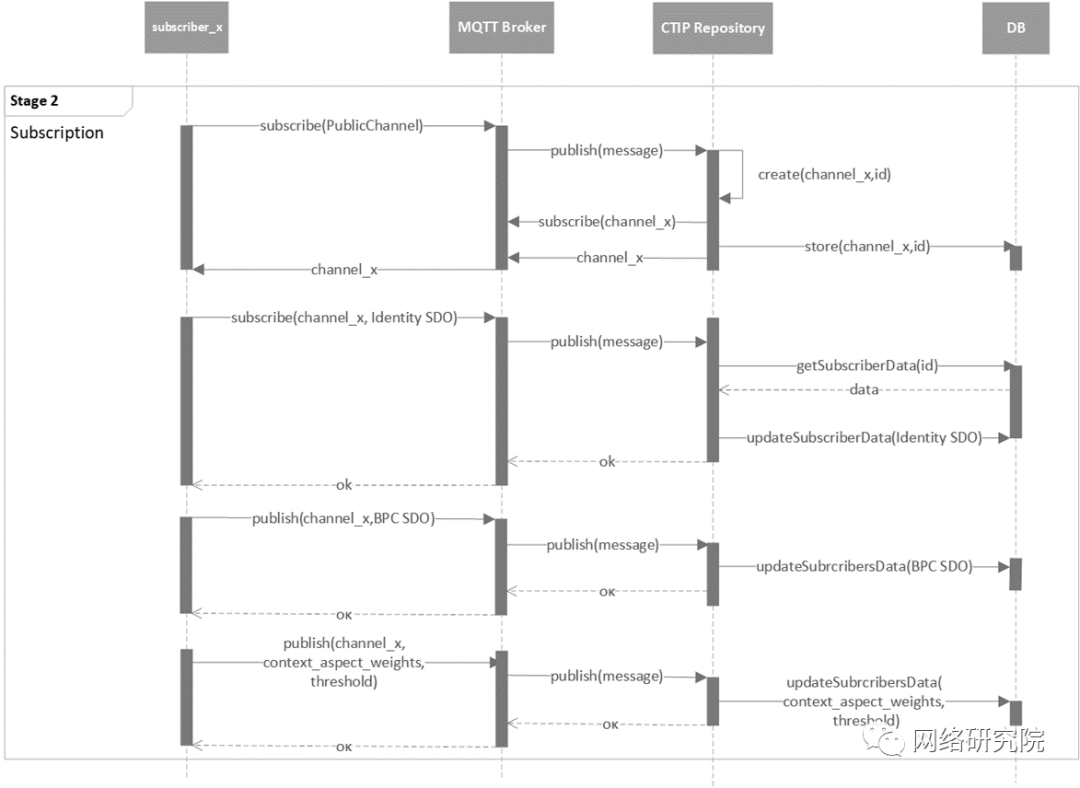 subscriber_x
MQTT Broker
CTIP Repository
DB
Stage 2
Subscription
subscribe(PublicChannel)
publish(message)
create(channel_x,id)
subscribe(channel_x)
store(channel_x,id)
channel_x
channel_x
subscribe(channel_x, Identity SDO)
publish(message)
getSubscriberData(id)
data
updateSubscriberData(Identity SDO)
ok
ok
publish(channel_x,BPC SDO)
publish(message)
updateSubrcribersData(BPC SDO)
ok
ok
publish(channel_x,
context_aspect_weights,
threshold)
publish(message)
updateSubrcribersData(
context_aspect_weights,
threshold)
ok
ok
网络研究院